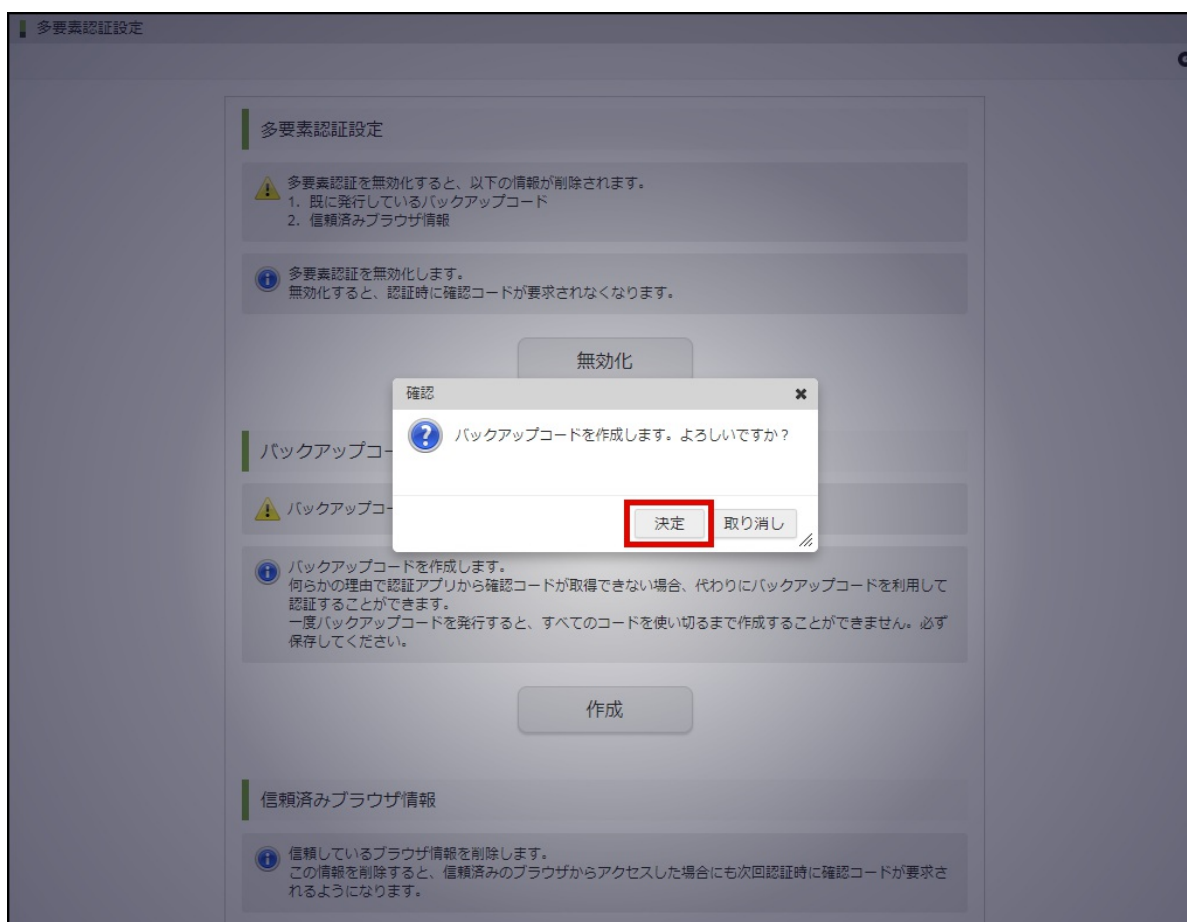 多要素認証設定
多要素認証設定
多要素認証を無効化すると、以下の情報が削除されます。
1. 既に発行しているバックアップコード
2. 信頼済みブラウザ情報
多要素認証を無効化します。
無効化すると、認証時に確認コードが要求されなくなります。
無効化
確認
バックアップコードを作成します。よろしいですか？
決定 取り消し
バックアップコー
バックアップコー
バックアップコードを作成します。
何らかの理由で認証アプリから確認コードが取得できない場合、代わりにバックアップコードを利用して
認証することができます。
一度バックアップコードを発行すると、すべてのコードを使い切るまで作成することができません。必ず
保存してください。
作成
信頼済みブラウザ情報
信頼しているブラウザ情報を削除します。
この情報を削除すると、信頼済みのブラウザからアクセスした場合にも次回認証時に確認コードが要求さ
れるようになります。